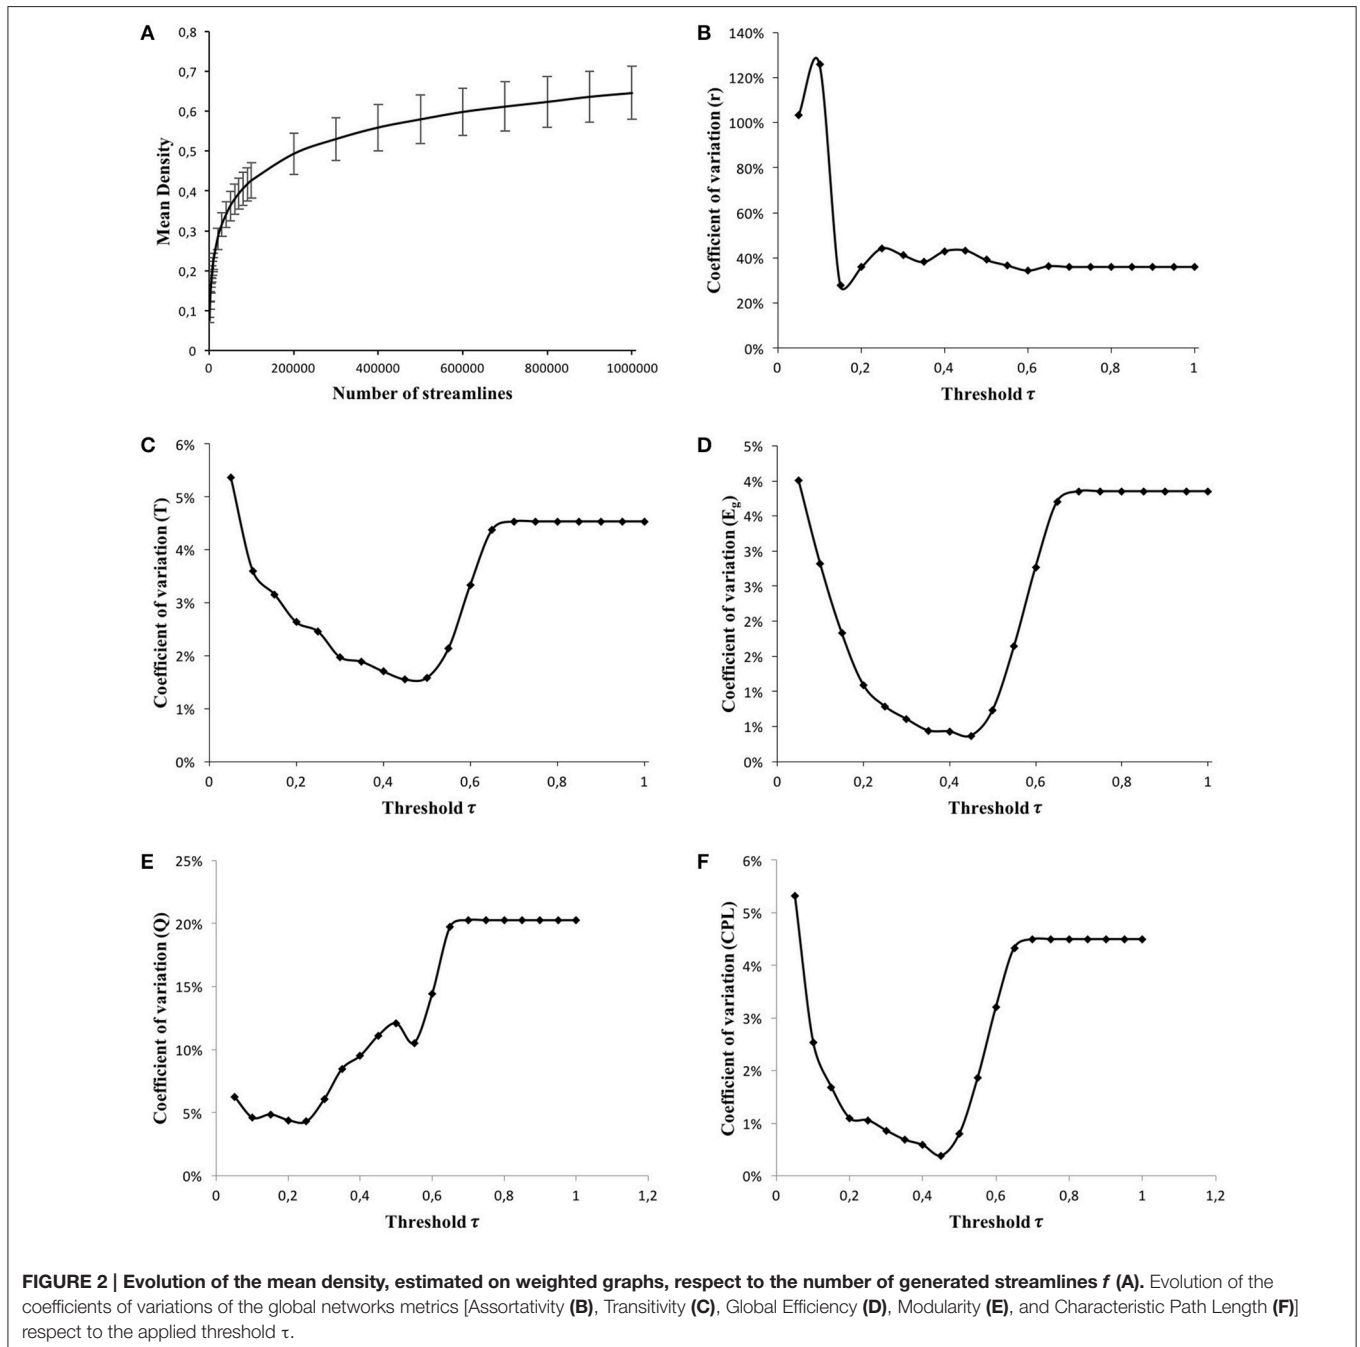 A
0,8
0,7
0,6
0,5
0,4
0,3
0,2
0,1
0
Mean Density
0 200000 400000 600000 800000 1000000
Number of streamlines
B
140%
120%
100%
80%
60%
40%
20%
0%
Coefficient of variation (r)
0 0,2 0,4 0,6 0,8 1
Threshold τ
C
6%
5%
4%
3%
2%
1%
0%
Coefficient of variation (T)
0 0,2 0,4 0,6 0,8 1
Threshold τ
D
5%
4%
4%
3%
3%
2%
2%
1%
1%
0%
Coefficient of variation (Eg)
0 0,2 0,4 0,6 0,8 1
Threshold τ
E
25%
20%
15%
10%
5%
0%
Coefficient of variation (Q)
0 0,2 0,4 0,6 0,8 1 1,2
Threshold τ
F
6%
5%
4%
3%
2%
1%
0%
Coefficient of variation (CPL)
0 0,2 0,4 0,6 0,8 1 1,2
Threshold τ
FIGURE 2 | Evolution of the mean density, estimated on weighted graphs, respect to the number of generated streamlines f (A). Evolution of the
coefficients of variations of the global networks metrics [Assortativity (B), Transitivity (C), Global Efficiency (D), Modularity (E), and Characteristic Path Length (F)]
respect to the applied threshold τ.